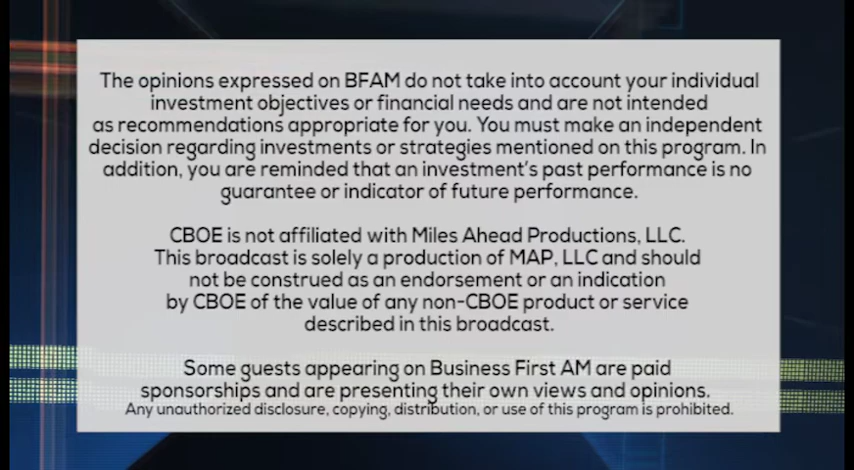 The opinions expressed on BFAM do not take into account your individual
investment objectives or financial needs and are not intended
as recommendations appropriate for you. You must make an independent
decision regarding investments or strategies mentioned on this program. In
addition, you are reminded that an investment's past performance is no
guarantee or indicator of future performance.
CBOE is not affiliated with Miles Ahead Productions, LLC.
This broadcast is solely a production of MAP, LLC and should
not be construed as an endorsement or an indication
by CBOE of the value of any non-CBOE product or service
described in this broadcast.
Some guests appearing on Business First AM are paid
sponsorships and are presenting their own views and opinions.
Any unauthorized disclosure, copying, distribution, or use of this program is prohibited.